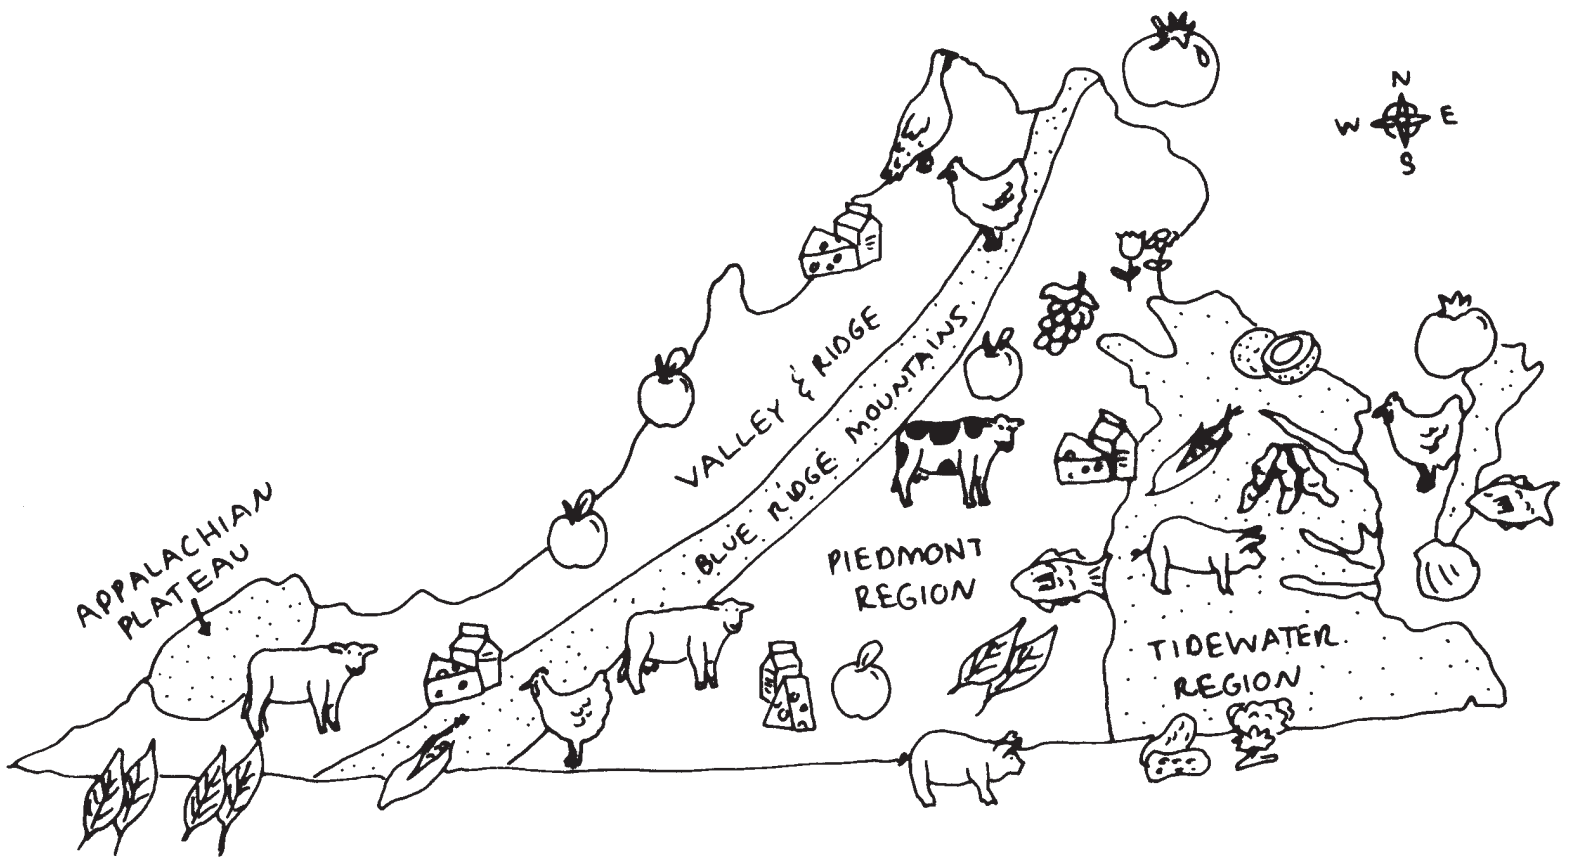 N
W E
S
VALLEY & RIDGE
BLUE RIDGE MOUNTAINS
APPALACHIAN
PLATEAU
PIEDMONT
REGION
TIDEWATER
REGION